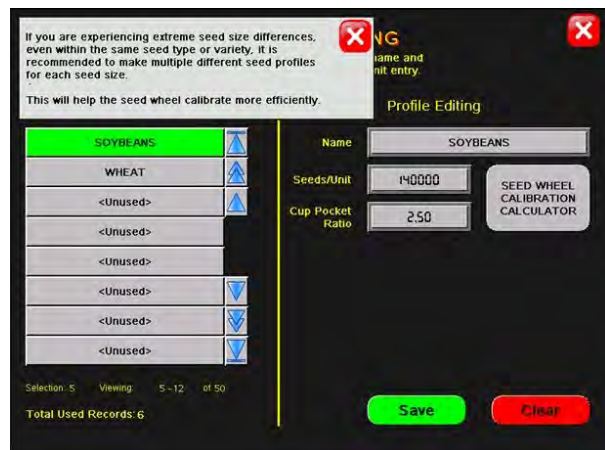 If you are experiencing extreme seed size differences,
even within the same seed type or variety, it is
recommended to make multiple different seed profiles
for each seed size.
This will help the seed wheel calibrate more efficiently.
NG
name and
nit entry.
Profile Editing
SOYBEANS
WHEAT
<Unused>
<Unused>
<Unused>
<Unused>
<Unused>
<Unused>
Selection: 5 Viewing: 5-12 of 50
Total Used Records: 6
Name SOYBEANS
Seeds/Unit 140000
Cup Pocket
Ratio 2.50
SEED WHEEL
CALIBRATION
CALCULATOR
Save
Clear